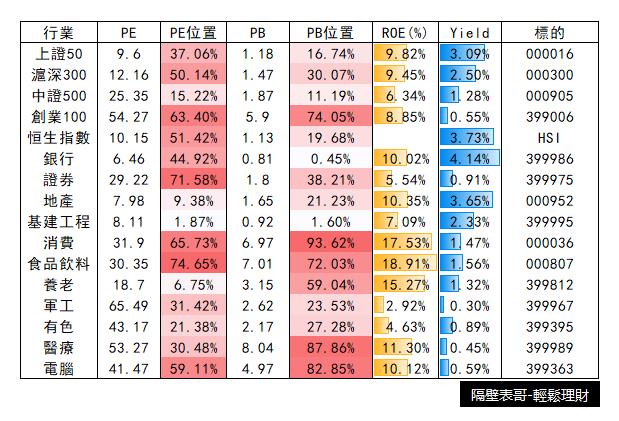 行業 PE PE位置 PB PB位置 ROE(%) Yield 標的
上證50 9.6 37.06% 1.18 16.74% 9.82% 3.09% 000016
滬深300 12.16 50.14% 1.47 30.07% 9.45% 2.50% 000300
中證500 25.35 15.22% 1.87 11.19% 6.34% 1.28% 000905
創業100 54.27 63.40% 5.9 74.05% 8.85% 0.55% 399006
恒生指數 10.15 51.42% 1.13 19.68% 3.73% HSI
銀行 6.46 44.92% 0.81 0.45% 10.02% 4.14% 399986
證劵 29.22 71.58% 1.8 38.21% 5.54% 0.91% 399975
地產 7.98 9.38% 1.65 21.23% 10.35% 3.65% 000952
基建工程 8.11 1.87% 0.92 1.60% 7.09% 2.33% 399995
消費 31.9 65.73% 6.97 93.62% 17.53% 1.47% 000036
食品飲料 30.35 74.65% 7.01 72.03% 18.91% 1.56% 000807
養老 18.7 6.75% 3.15 59.04% 15.27% 1.32% 399812
軍工 65.49 31.42% 2.62 23.53% 2.92% 0.30% 399967
有色 43.17 21.38% 2.17 27.28% 4.63% 0.89% 399395
醫療 53.27 30.48% 8.04 87.86% 11.30% 0.45% 399989
電腦 41.47 59.11% 4.97 82.85% 10.12% 0.59% 399363
隔壁表哥-輕鬆理財